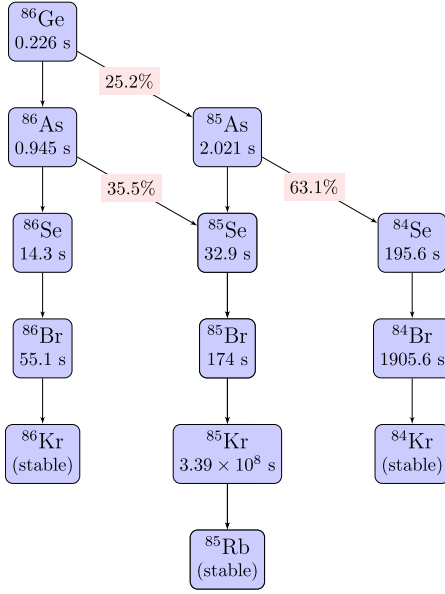 ⁸⁶Ge
0.226 s
25.2%
⁸⁶As
0.945 s
⁸⁵As
2.021 s
35.5%
63.1%
⁸⁶Se
14.3 s
⁸⁵Se
32.9 s
⁸⁴Se
195.6 s
⁸⁶Br
55.1 s
⁸⁵Br
174 s
⁸⁴Br
1905.6 s
⁸⁶Kr
(stable)
⁸⁵Kr
3.39 × 10⁸ s
⁸⁴Kr
(stable)
⁸⁵Rb
(stable)